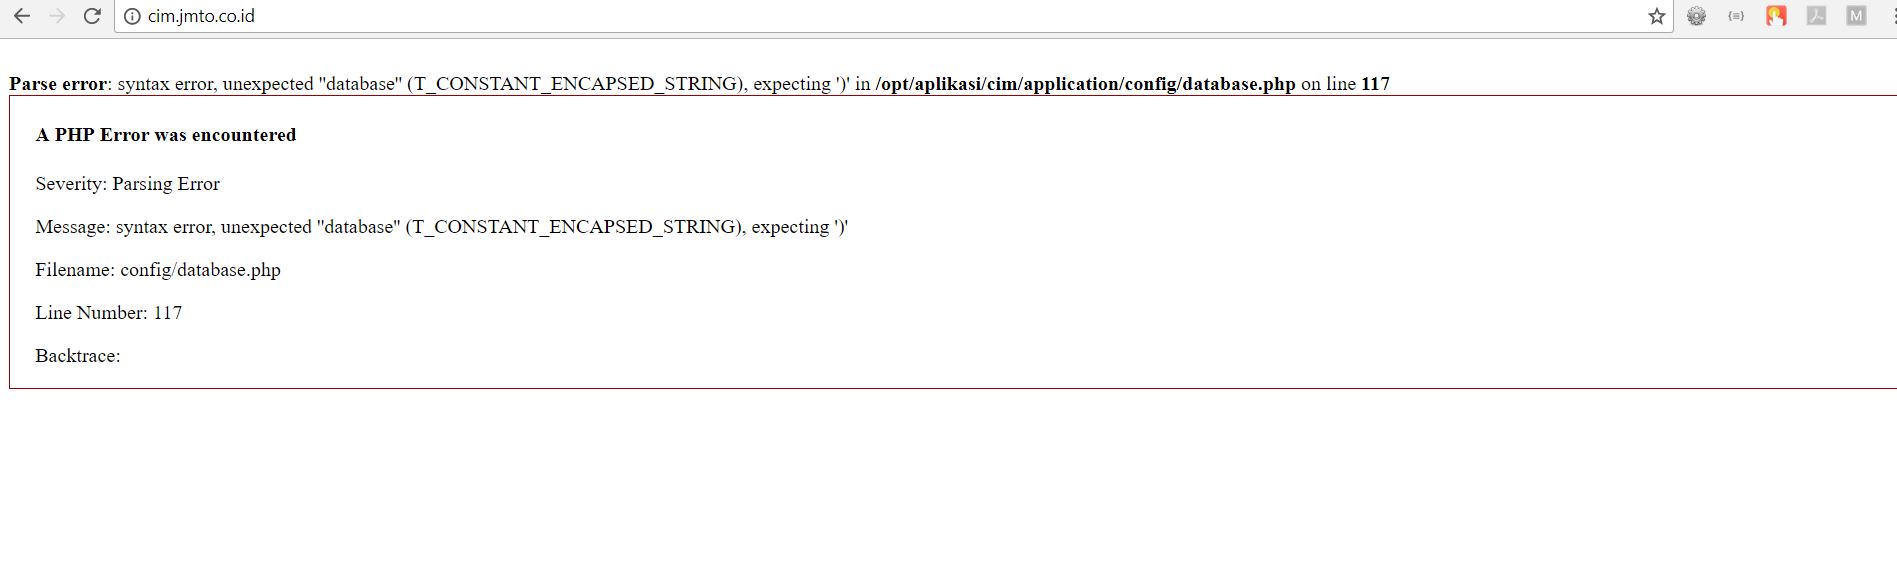 cim.jmto.co.id
Parse error: syntax error, unexpected ''database'' (T_CONSTANT_ENCAPSED_STRING), expecting ')' in /opt/aplikasi/cim/application/config/database.php on line 117
A PHP Error was encountered
Severity: Parsing Error
Message: syntax error, unexpected ''database'' (T_CONSTANT_ENCAPSED_STRING), expecting ')'
Filename: config/database.php
Line Number: 117
Backtrace: